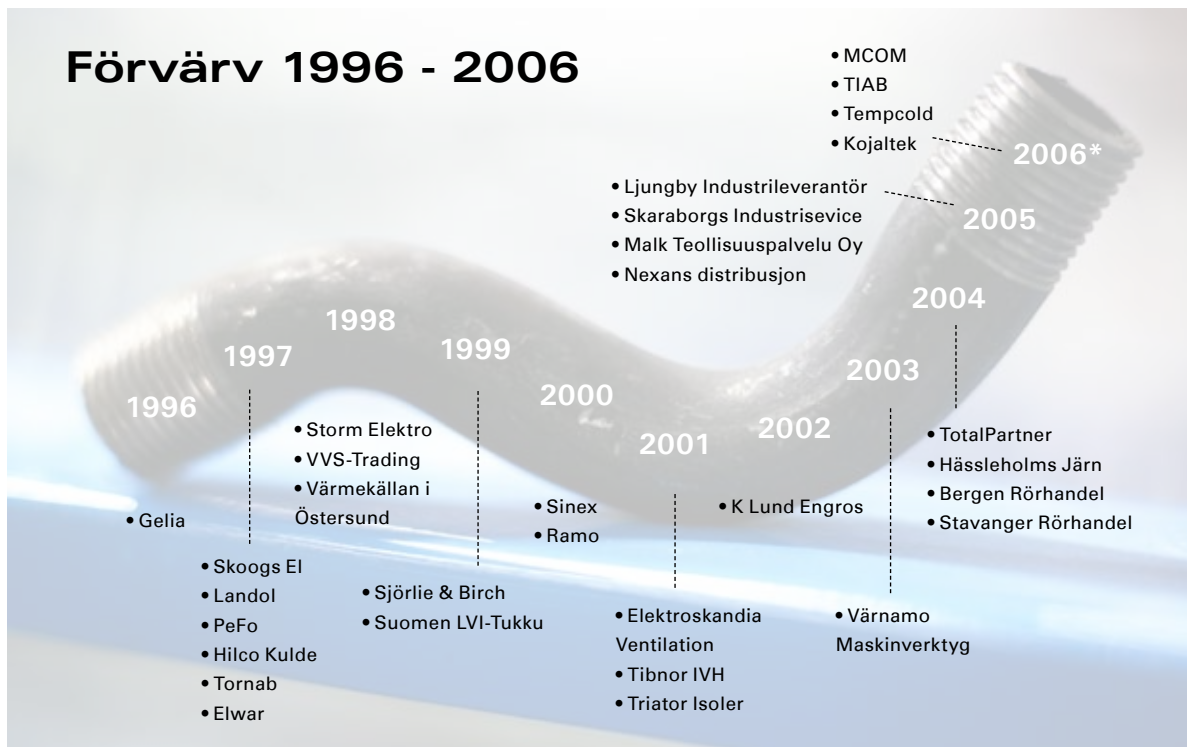 Förvärv 1996 - 2006
• MCOM
• TIAB
• Tempcold
• Kojaltek
2006*
• Ljungby Industrileverantör
• Skaraborgs Industrisevice
• Malk Teollisuuspalvelu Oy
• Nexans distribusjon
2005
2004
1998
1997
1999
2003
1996
2000
2001
2002
• Storm Elektro
• VVS-Trading
• Värmekällan i
Östersund
• TotalPartner
• Hässleholms Järn
• Bergen Rörhandel
• Stavanger Rörhandel
• Gelia
• Sinex
• Ramo
• K Lund Engros
• Skoogs El
• Landol
• PeFo
• Hilco Kulde
• Tornab
• Elwar
• Sjörlie & Birch
• Suomen LVI-Tukku
• Elektroskandia
Ventilation
• Tibnor IVH
• Triator Isoler
• Värnamo
Maskinverktyg